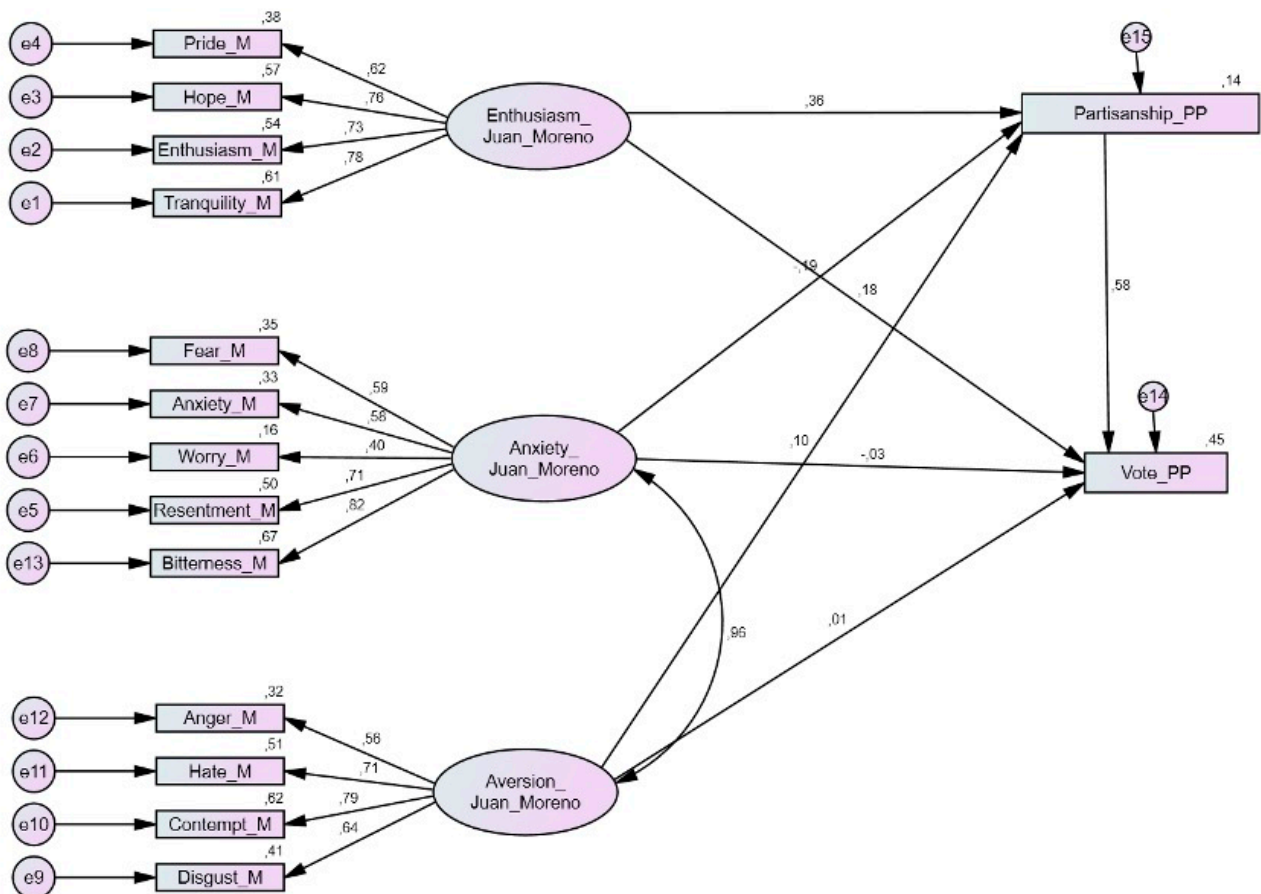 ,38
e4
Pride_M
,62
,57
e3
Hope_M
,76
,54
e2
Enthusiasm_M
,73
,61
e1
Tranquility_M
,78
Enthusiasm_
Juan_Moreno
,36
e15
,14
Partisanship_PP
-,19
,18
,58
,35
e8
Fear_M
,59
,33
e7
Anxiety_M
,58
,16
e6
Worry_M
,40
,50
e5
Resentment_M
,71
,67
e13
Bitterness_M
,82
Anxiety_
Juan_Moreno
,10
-,03
e14
,45
Vote_PP
,96
,01
,32
e12
Anger_M
,56
,51
e11
Hate_M
,71
,62
e10
Contempt_M
,79
,41
e9
Disgust_M
,64
Aversion_
Juan_Moreno